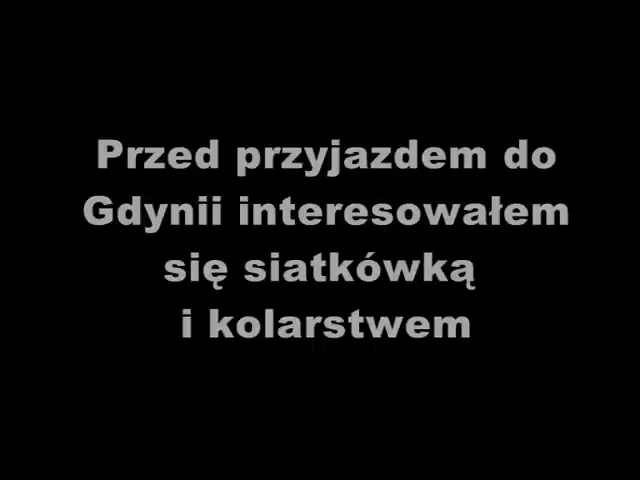 Przed przyjazdem do
Gdynii interesowałem
się siatkówką
i kolarstwem